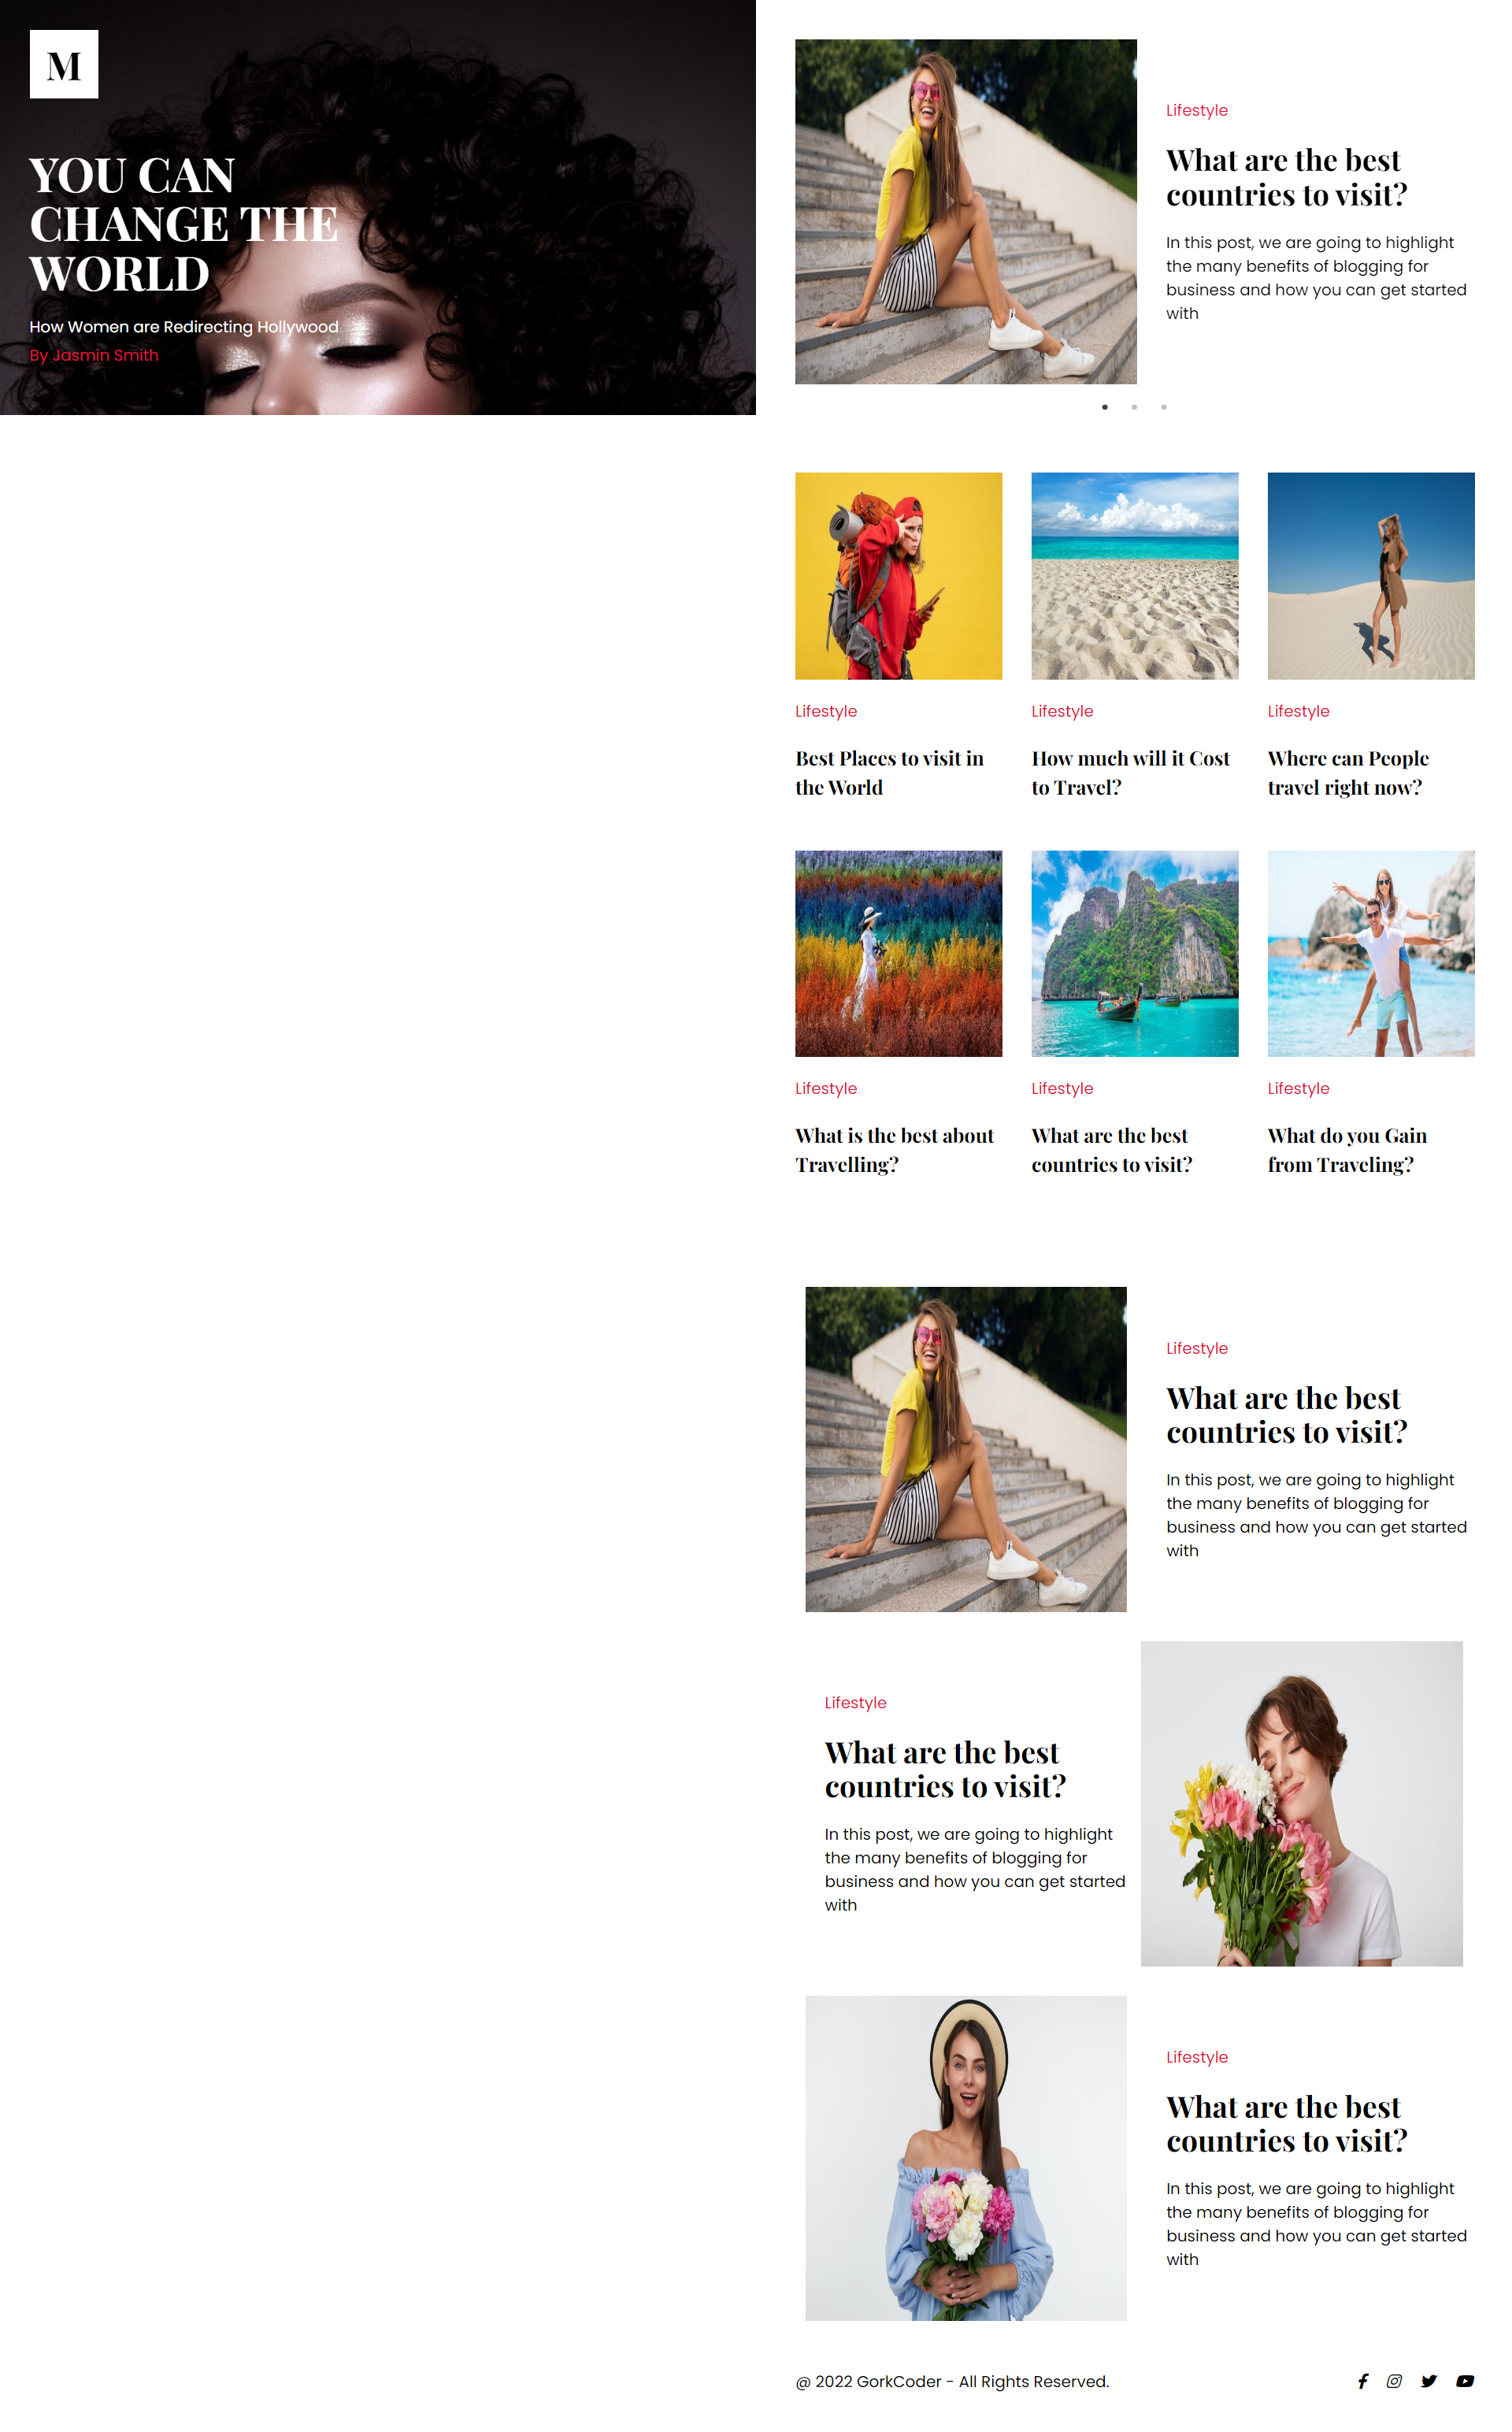 M
YOU CAN
CHANGE THE
WORLD
How Women are Redirecting Hollywood
By Jasmin Smith
Lifestyle
What are the best
countries to visit?
In this post, we are going to highlight
the many benefits of blogging for
business and how you can get started
with
Lifestyle
Best Places to visit in
the World
Lifestyle
How much will it Cost
to Travel?
Lifestyle
Where can People
travel right now?
Lifestyle
What is the best about
Travelling?
Lifestyle
What are the best
countries to visit?
Lifestyle
What do you Gain
from Traveling?
Lifestyle
What are the best
countries to visit?
In this post, we are going to highlight
the many benefits of blogging for
business and how you can get started
with
Lifestyle
What are the best
countries to visit?
In this post, we are going to highlight
the many benefits of blogging for
business and how you can get started
with
Lifestyle
What are the best
countries to visit?
In this post, we are going to highlight
the many benefits of blogging for
business and how you can get started
with
@ 2022 GorkCoder - All Rights Reserved.